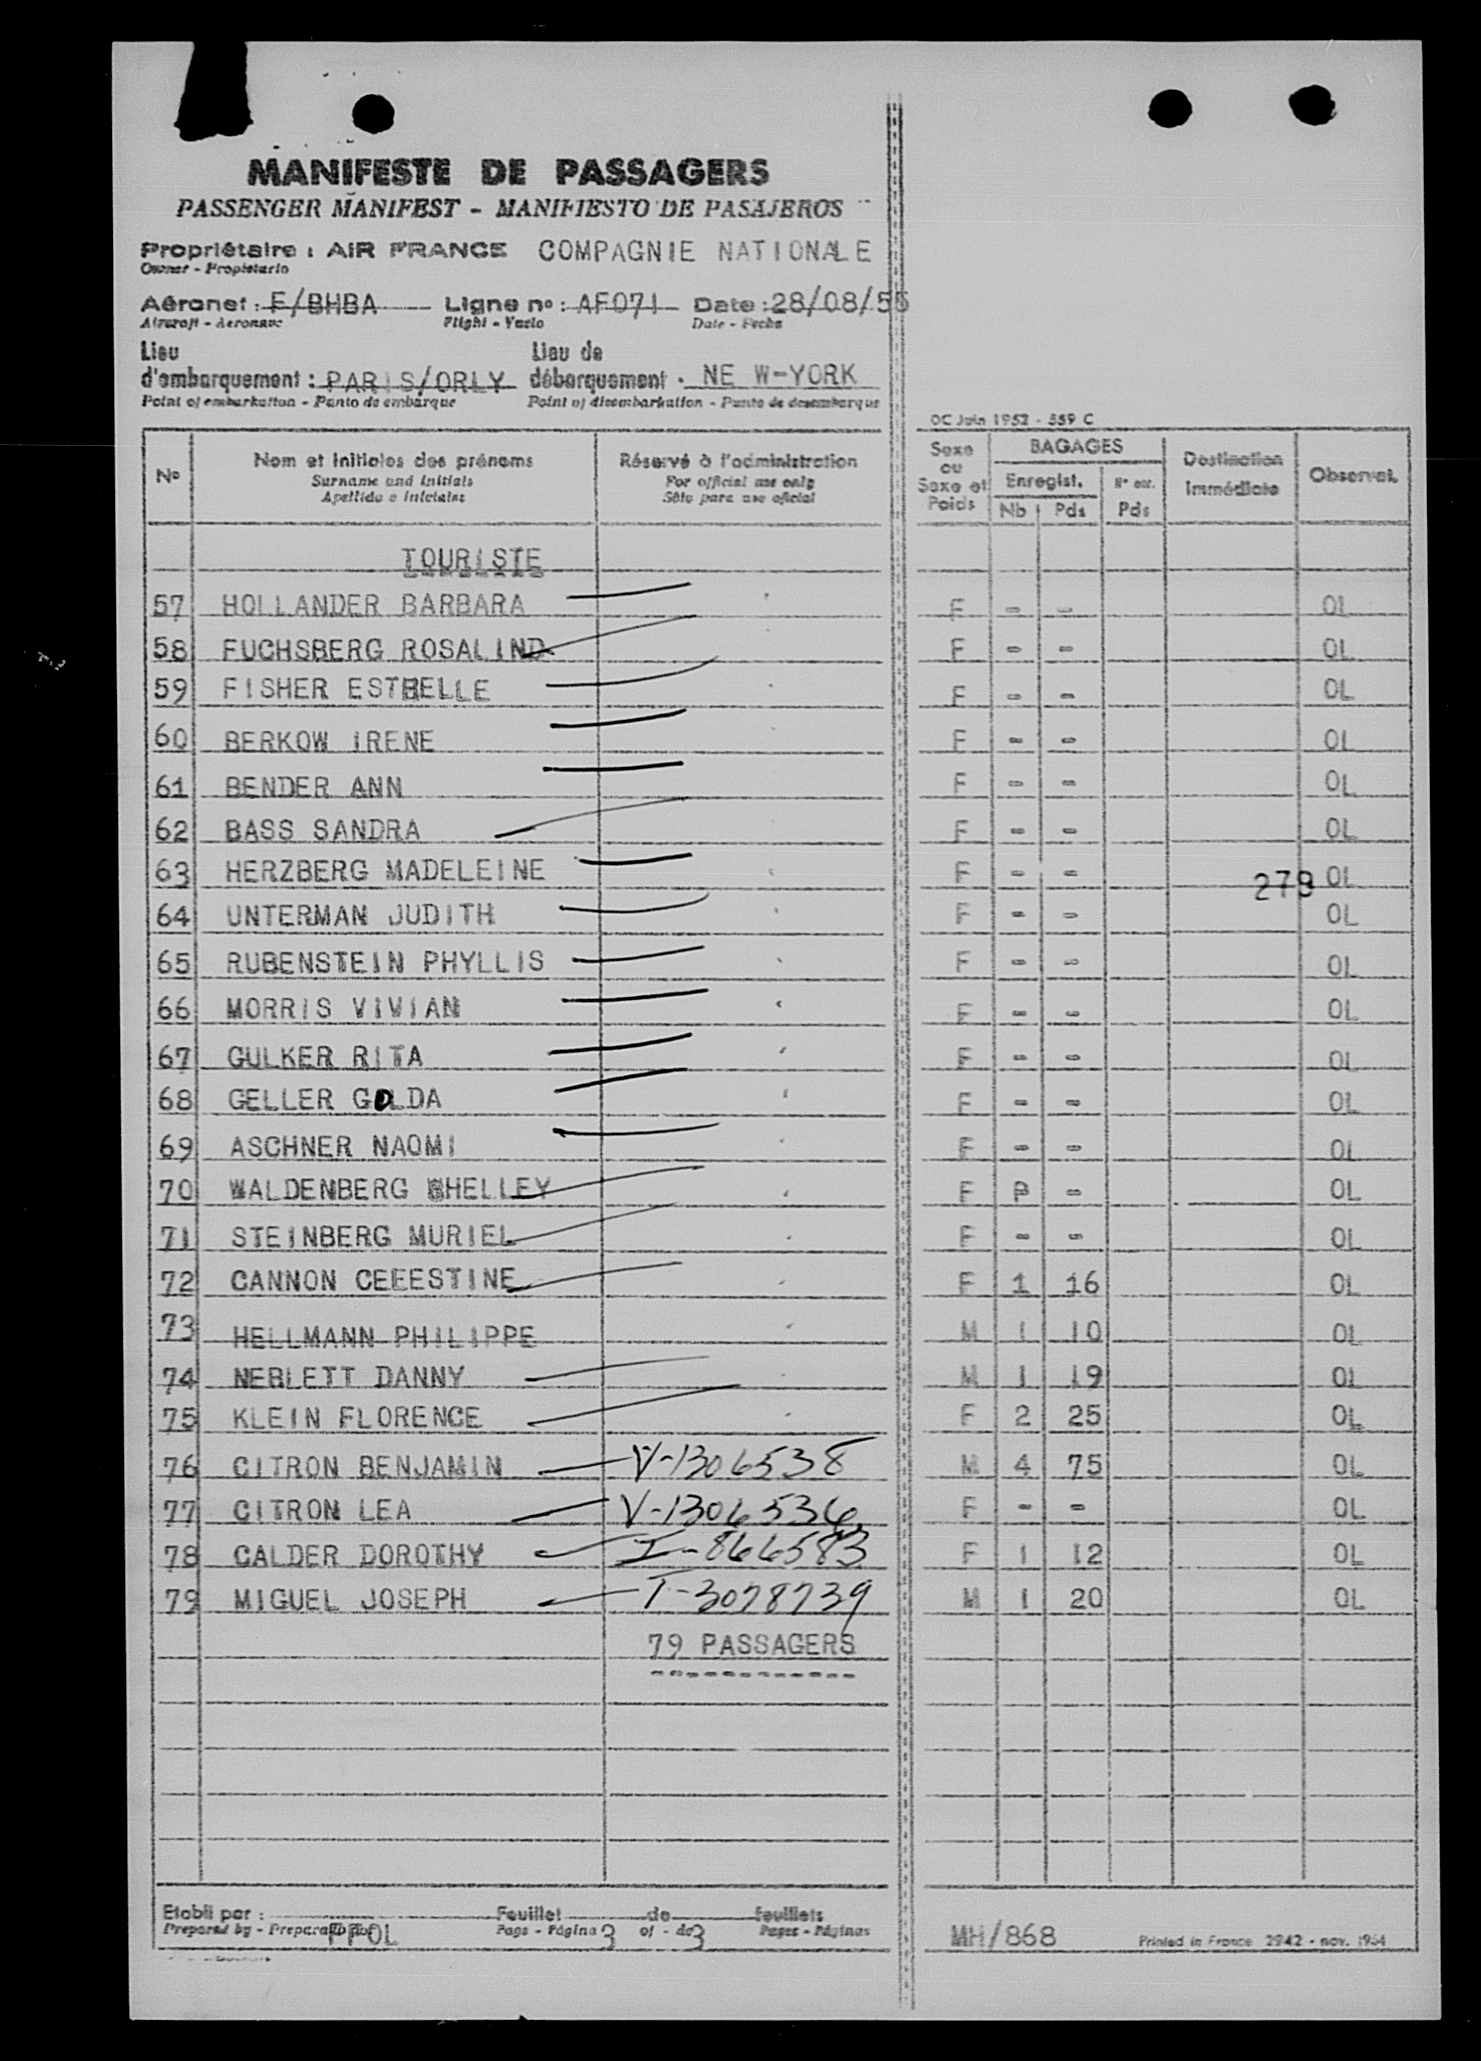 MANIFESTE DE PASSAGERS
PASSENGER MANIFEST - MANIFIESTO DE PASAJEROS
Propriétaire : AIR FRANCE COMPAGNIE NATIONALE
Owner - Propietario
Aéronef : F/BHBA Ligne n° : AF071 Date : 28/08/55
Aircraft - Aeronave Flight - Vuelo Date - Fecha
Lieu d'embarquement : PARIS/ORLY Lieu de débarquement : NE W-YORK
Point of embarkation - Punto de embarque Point of disembarkation - Punto de desembarque
OC Juin 1952 - 559 C
N° Nom et initiales des prénoms Réservé à l'administration Sexe ou Sexe et Poids BAGAGES Destination immédiate Observat.
Surname and initials For official use only Enregist. N° enr.
Apellido e iniciales Sólo para uso oficial Nb Pds Pds
TOURISTE
57 HOLLANDER BARBARA F - - OL
58 FUCHSBERG ROSALIND F - - OL
59 FISHER ESTBELLE F - - OL
60 BERKOW IRENE F - - OL
61 BENDER ANN F - - OL
62 BASS SANDRA F - - OL
63 HERZBERG MADELEINE F - - OL
279
64 UNTERMAN JUDITH F - - OL
65 RUBENSTEIN PHYLLIS F - - OL
66 MORRIS VIVIAN F - - OL
67 GULKER RITA F - - OL
68 GELLER GOLDA F - - OL
69 ASCHNER NAOMI F - - OL
70 WALDENBERG SHELLEY F P - OL
71 STEINBERG MURIEL F - - OL
72 CANNON CEEESTINE F 1 16 OL
73 HELLMANN PHILIPPE M 1 10 OL
74 NEBLETT DANNY M 1 19 OL
75 KLEIN FLORENCE F 2 25 OL
76 CITRON BENJAMIN V-1306538 M 4 75 OL
77 CITRON LEA V-1306536 F - - OL
78 CALDER DOROTHY I-866583 F 1 12 OL
79 MIGUEL JOSEPH T-3078739 M 1 20 OL
79 PASSAGERS
Etabli par : Feuillet de feuillets
Prepared by - Preparado por Page - Página 3 of - de 3 Pages - Páginas
MH/868 Printed in France 2942 - nov. 1954